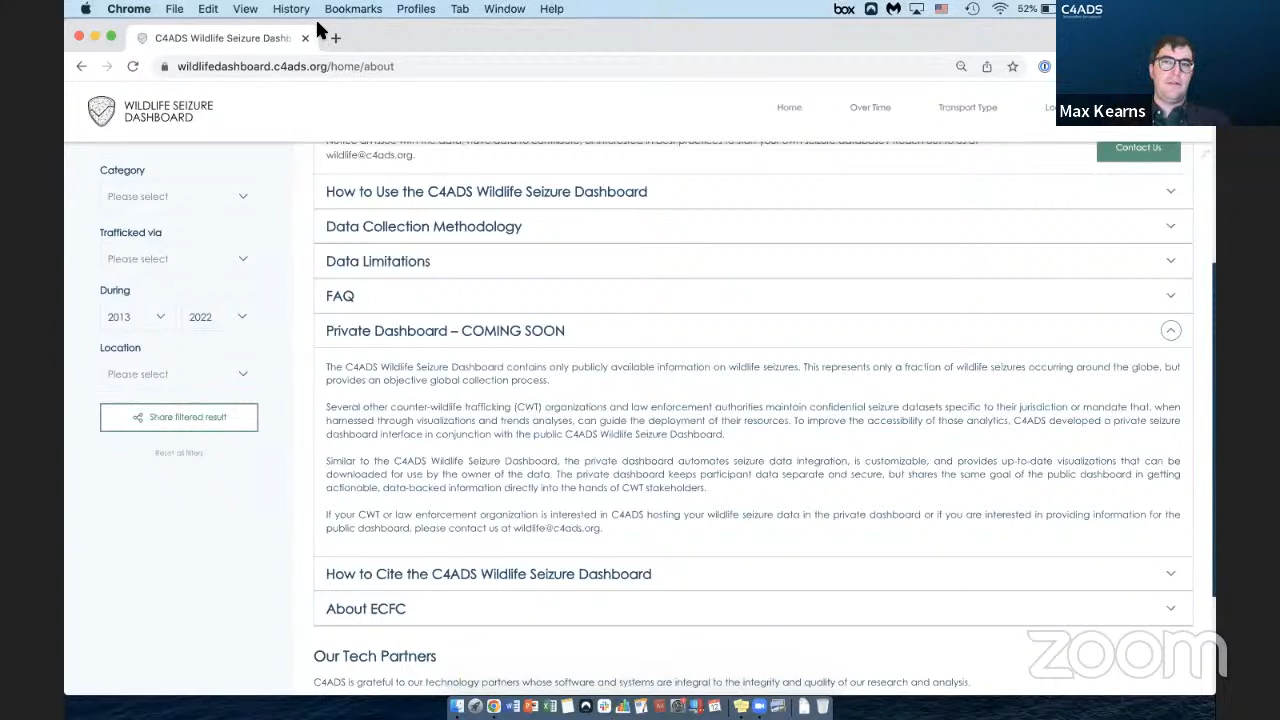 Chrome File Edit View History Bookmarks Profiles Tab Window Help box 52%
C4ADS
C4ADS Wildlife Seizure Dashb
wildlifedashboard.c4ads.org/home/about
Max Kearns
WILDLIFE SEIZURE
DASHBOARD
Home Over Time Transport Type Lo
wildlife@c4ads.org.
Contact Us
Category
Please select
Trafficked via
Please select
During
2013 2022
Location
Please select
Share filtered result
Reset all filters
How to Use the C4ADS Wildlife Seizure Dashboard
Data Collection Methodology
Data Limitations
FAQ
Private Dashboard – COMING SOON
The C4ADS Wildlife Seizure Dashboard contains only publicly available information on wildlife seizures. This represents only a fraction of wildlife seizures occurring around the globe, but
provides an objective global collection process.
Several other counter-wildlife trafficking (CWT) organizations and law enforcement authorities maintain confidential seizure datasets specific to their jurisdiction or mandate that, when
harnessed through visualizations and trends analyses, can guide the deployment of their resources. To improve the accessibility of those analytics, C4ADS developed a private seizure
dashboard interface in conjunction with the public C4ADS Wildlife Seizure Dashboard.
Similar to the C4ADS Wildlife Seizure Dashboard, the private dashboard automates seizure data integration, is customizable, and provides up-to-date visualizations that can be
downloaded for use by the owner of the data. The private dashboard keeps participant data separate and secure, but shares the same goal of the public dashboard in getting
actionable, data-backed information directly into the hands of CWT stakeholders.
If your CWT or law enforcement organization is interested in C4ADS hosting your wildlife seizure data in the private dashboard or if you are interested in providing information for the
public dashboard, please contact us at wildlife@c4ads.org.
How to Cite the C4ADS Wildlife Seizure Dashboard
About ECFC
Our Tech Partners
C4ADS is grateful to our technology partners whose software and systems are integral to the integrity and quality of our research and analysis.
zoom